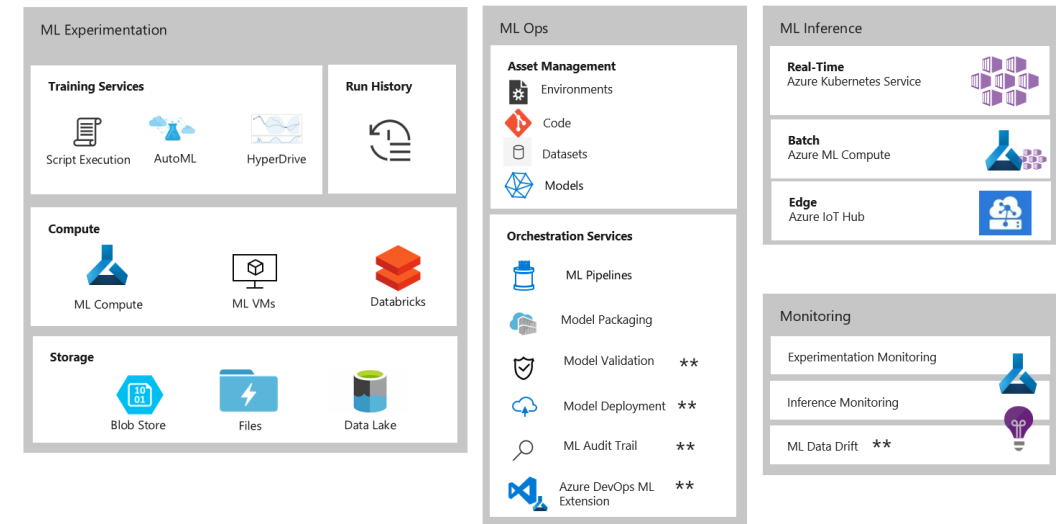 ML Experimentation
Training Services
Script Execution
AutoML
HyperDrive
Run History
Compute
ML Compute
ML VMs
Databricks
Storage
10
01
Blob Store
Files
Data Lake
ML Ops
Asset Management
Environments
Code
Datasets
Models
Orchestration Services
ML Pipelines
Model Packaging
Model Validation **
Model Deployment **
ML Audit Trail **
Azure DevOps ML **
Extension
ML Inference
Real-Time
Azure Kubernetes Service
Batch
Azure ML Compute
Edge
Azure IoT Hub
Monitoring
Experimentation Monitoring
Inference Monitoring
ML Data Drift **